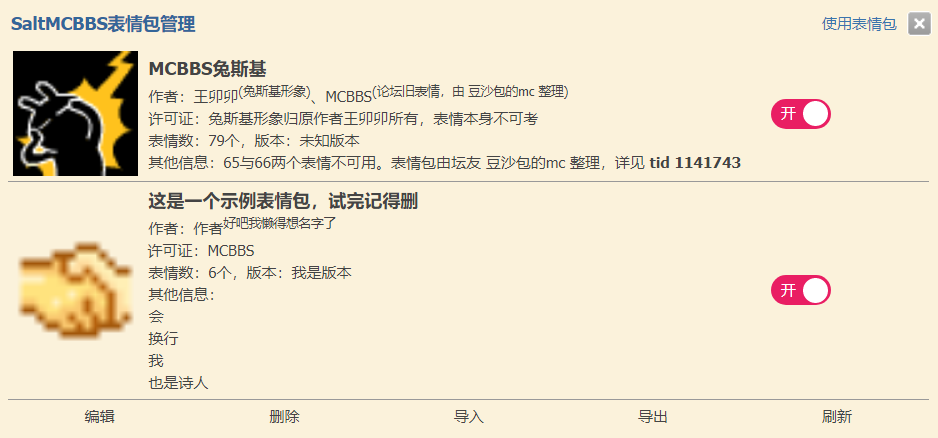 SaltMCBBS表情包管理
使用表情包
MCBBS兔斯基
作者：王卯卯(兔斯基形象)、MCBBS(论坛旧表情，由 豆沙包的mc 整理)
许可证：兔斯基形象归原作者王卯卯所有，表情本身不可考
表情数：79个，版本：未知版本
其他信息：65与66两个表情不可用。表情包由坛友 豆沙包的mc 整理，详见 tid 1141743
开
这是一个示例表情包，试完记得删
作者：作者好吧我懒得想名字了
许可证：MCBBS
表情数：6个，版本：我是版本
其他信息：
会
换行
我
也是诗人
开
编辑 删除 导入 导出 刷新